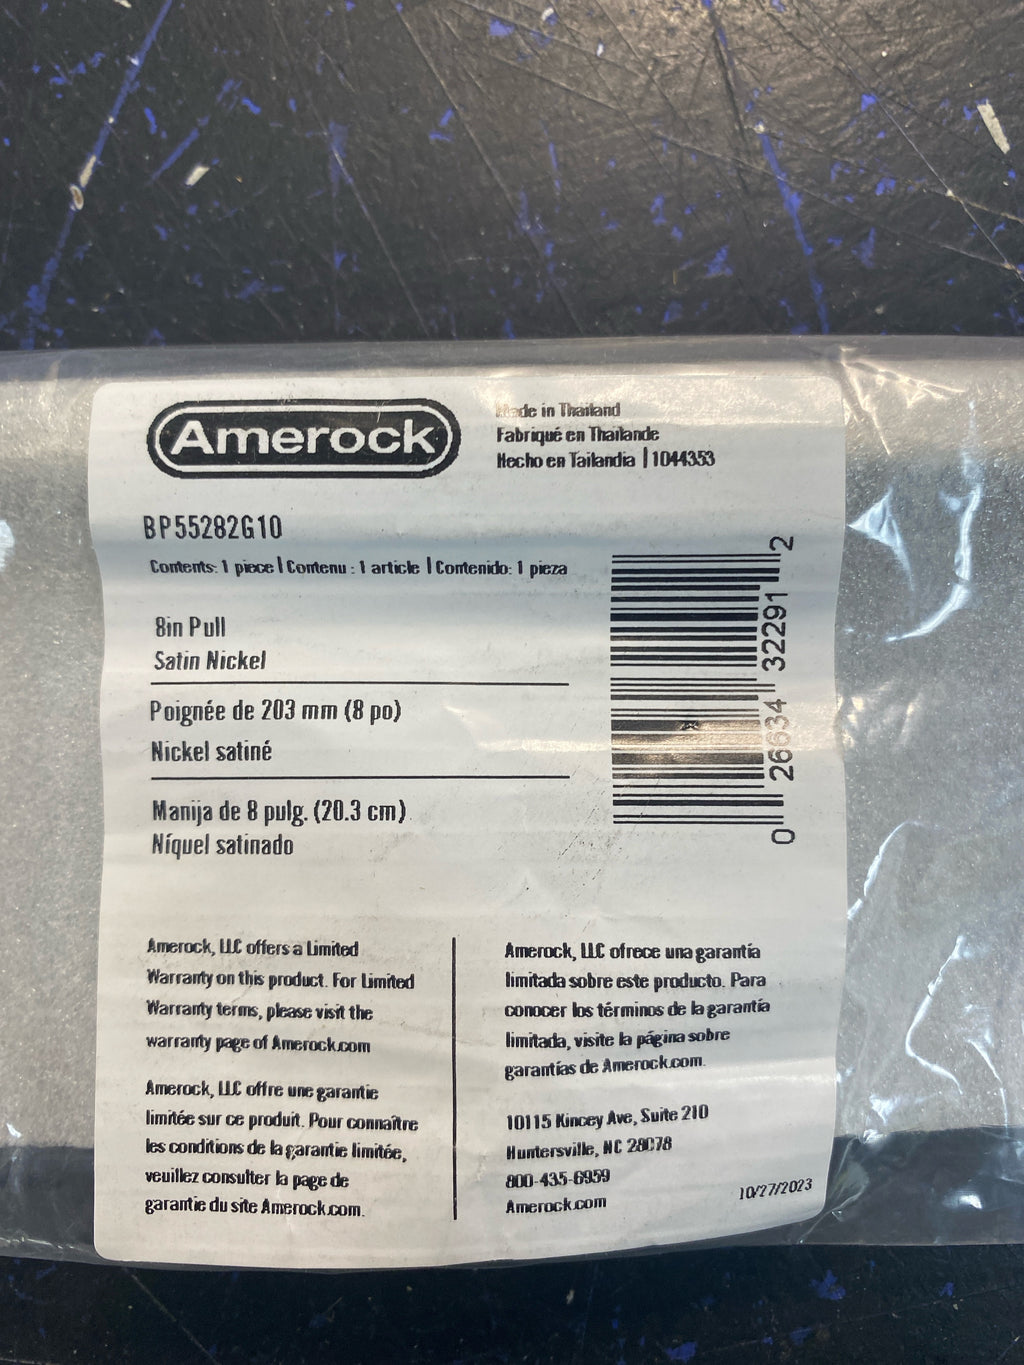 Amerock
Made in Thailand
Fabriqué en Thaïlande
Hecho en Tailandia | 1044353
BP55282G10
Contents: 1 piece | Contenu : 1 article | Contenido: 1 pieza
8in Pull
Satin Nickel
Poignée de 203 mm (8 po)
Nickel satiné
Manija de 8 pulg. (20.3 cm)
Níquel satinado
0 26634 32291 2
Amerock, LLC offers a Limited
Warranty on this product. For Limited
Warranty terms, please visit the
warranty page of Amerock.com
Amerock, LLC offre une garantie
limitée sur ce produit. Pour connaître
les conditions de la garantie limitée,
veuillez consulter la page de
garantie du site Amerock.com.
Amerock, LLC ofrece una garantía
limitada sobre este producto. Para
conocer los términos de la garantía
limitada, visite la página sobre
garantías de Amerock.com.
10115 Kincey Ave, Suite 210
Huntersville, NC 28078
800-435-6959
Amerock.com
10/27/2023